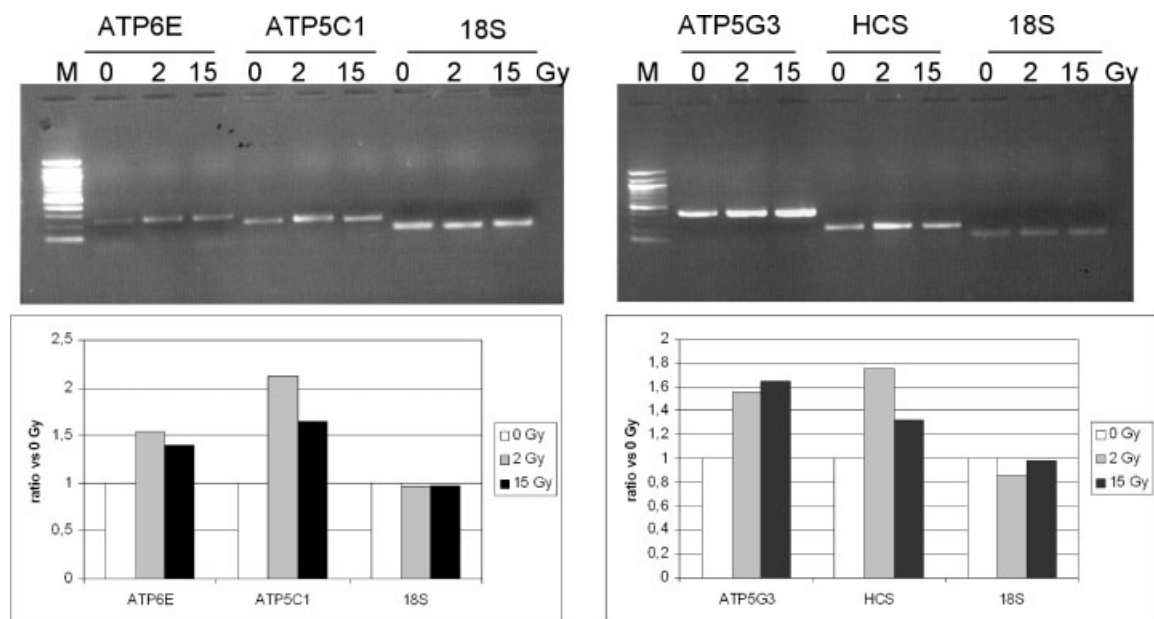 ATP6E ATP5C1 18S
M 0 2 15 0 2 15 0 2 15 Gy
2,5
2
1,5
1
0,5
0
ratio vs 0 Gy
ATP6E ATP5C1 18S
0 Gy
2 Gy
15 Gy
ATP5G3 HCS 18S
M 0 2 15 0 2 15 0 2 15 Gy
2
1,8
1,6
1,4
1,2
1
0,8
0,6
0,4
0,2
0
ratio vs 0 Gy
ATP5G3 HCS 18S
0 Gy
2 Gy
15 Gy